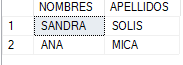 NOMBRES APELLIDOS
1 SANDRA SOLIS
2 ANA MICA